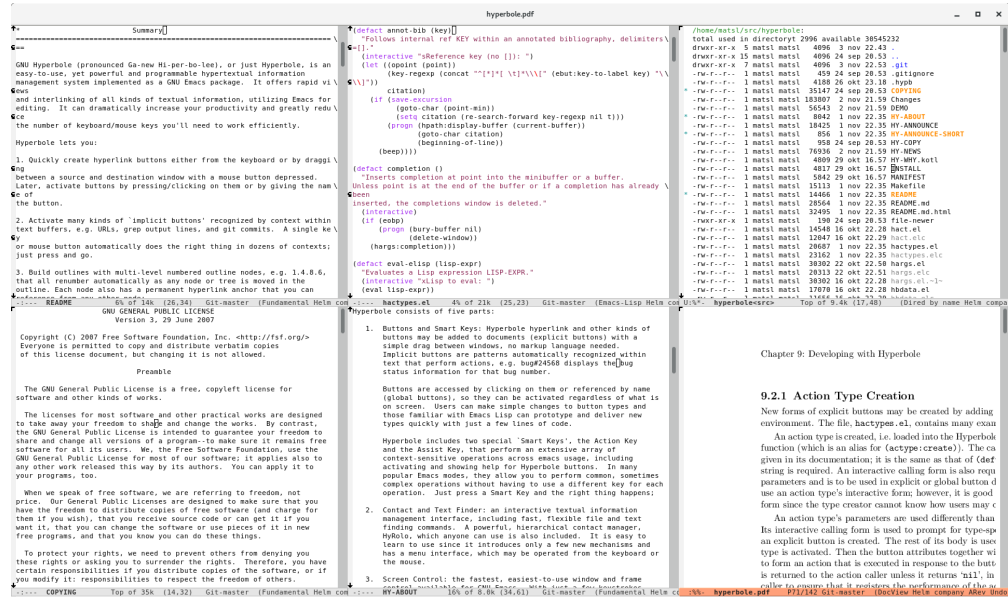 hyperbole.pdf
* Summary
===========================================================================\
==
GNU Hyperbole (pronounced Ga-new Hi-per-bo-lee), or just Hyperbole, is an
easy-to-use, yet powerful and programmable hypertextual information
management system implemented as a GNU Emacs package.  It offers rapid vi\
ews
and interlinking of all kinds of textual information, utilizing Emacs for
editing.  It can dramatically increase your productivity and greatly redu\
ce
the number of keyboard/mouse keys you'll need to work efficiently.
Hyperbole lets you:
1. Quickly create hyperlink buttons either from the keyboard or by draggi\
ng
between a source and destination window with a mouse button depressed.
Later, activate buttons by pressing/clicking on them or by giving the nam\
e of
the button.
2. Activate many kinds of `implicit buttons' recognized by context within
text buffers, e.g. URLs, grep output lines, and git commits.  A single ke\
y
or mouse button automatically does the right thing in dozens of contexts;
just press and go.
3. Build outlines with multi-level numbered outline nodes, e.g. 1.4.8.6,
that all renumber automatically as any node or tree is moved in the
outline. Each node also has a permanent hyperlink anchor that you can
-:---  README  6% of 14k  (26,34)  Git-master  (Fundamental Helm com
(defact annot-bib (key)
"Follows internal ref KEY within an annotated bibliography, delimiters\
=[]."
(interactive "sReference key (no []): ")
(let ((opoint (point))
(key-regexp (concat "^[*]*[ \t]*\\\[" (ebut:key-to-label key) "\\\
\]"))
citation)
(if (save-excursion
(goto-char (point-min))
(setq citation (re-search-forward key-regexp nil t)))
(progn (hpath:display-buffer (current-buffer))
(goto-char citation)
(beginning-of-line))
(beep))))
(defact completion ()
"Inserts completion at point into the minibuffer or a buffer.
Unless point is at the end of the buffer or if a completion has already \
been
inserted, the completions window is deleted."
(interactive)
(if (eobp)
(progn (bury-buffer nil)
(delete-window))
(hargs:completion)))
(defact eval-elisp (lisp-expr)
"Evaluates a Lisp expression LISP-EXPR."
(interactive "xLisp to eval: ")
(eval lisp-expr))
-:---  hactypes.el  4% of 21k  (25,23)  Git-master  (Emacs-Lisp Helm com
/home/matsl/src/hyperbole:
total used in directoryt 2996 available 30545232
drwxr-xr-x  5 matsl matsl   4096  3 nov 22.43 .
drwxr-xr-x 15 matsl matsl   4096 24 sep 20.53 ..
drwxr-xr-x  7 matsl matsl   4096  3 nov 22.53 .git
-rw-r--r--  1 matsl matsl    459 24 sep 20.53 .gitignore
-rw-r--r--  1 matsl matsl   4188 26 okt 23.18 .hypb
* -rw-r--r--  1 matsl matsl  35147 24 sep 20.53 COPYING
-rw-r--r--  1 matsl matsl 183807  2 nov 21.59 Changes
-rw-r--r--  1 matsl matsl  56543  2 nov 21.59 DEMO
* -rw-r--r--  1 matsl matsl   8042  1 nov 22.35 HY-ABOUT
-rw-r--r--  1 matsl matsl  18425  1 nov 22.35 HY-ANNOUNCE
* -rw-r--r--  1 matsl matsl    856  1 nov 22.35 HY-ANNOUNCE-SHORT
-rw-r--r--  1 matsl matsl    958 24 sep 20.53 HY-COPY
-rw-r--r--  1 matsl matsl  76936  2 nov 21.59 HY-NEWS
-rw-r--r--  1 matsl matsl   4809 29 okt 16.57 HY-WHY.kotl
-rw-r--r--  1 matsl matsl   4817 29 okt 16.57 INSTALL
-rw-r--r--  1 matsl matsl   5842 29 okt 16.57 MANIFEST
-rw-r--r--  1 matsl matsl  15113  1 nov 22.35 Makefile
* -rw-r--r--  1 matsl matsl  14466  1 nov 22.35 README
-rw-r--r--  1 matsl matsl  28564  1 nov 22.35 README.md
-rw-r--r--  1 matsl matsl  32495  1 nov 22.35 README.md.html
-rwxr-xr-x  1 matsl matsl    190 24 sep 20.53 file-newer
-rw-r--r--  1 matsl matsl  14548 16 okt 22.28 hact.el
-rw-r--r--  1 matsl matsl  12047 16 okt 22.29 hact.elc
-rw-r--r--  1 matsl matsl  20687  1 nov 22.35 hactypes.el
-rw-r--r--  1 matsl matsl  23162  1 nov 22.35 hactypes.elc
-rw-r--r--  1 matsl matsl  30302 22 okt 22.50 hargs.el
-rw-r--r--  1 matsl matsl  20313 22 okt 22.51 hargs.elc
-rw-r--r--  1 matsl matsl  30302 16 okt 22.28 hargs.el.~1~
-rw-r--r--  1 matsl matsl  17070 16 okt 22.28 hbdata.el
U:%*-  hyperbole<src>  Top of 9.4k (17,48)  (Dired by name Helm compa
GNU GENERAL PUBLIC LICENSE
Version 3, 29 June 2007
Copyright (C) 2007 Free Software Foundation, Inc. <http://fsf.org/>
Everyone is permitted to copy and distribute verbatim copies
of this license document, but changing it is not allowed.
Preamble
The GNU General Public License is a free, copyleft license for
software and other kinds of works.
The licenses for most software and other practical works are designed
to take away your freedom to share and change the works.  By contrast,
the GNU General Public License is intended to guarantee your freedom to
share and change all versions of a program--to make sure it remains free
software for all its users.  We, the Free Software Foundation, use the
GNU General Public License for most of our software; it applies also to
any other work released this way by its authors.  You can apply it to
your programs, too.
When we speak of free software, we are referring to freedom, not
price.  Our General Public Licenses are designed to make sure that you
have the freedom to distribute copies of free software (and charge for
them if you wish), that you receive source code or can get it if you
want it, that you can change the software or use pieces of it in new
free programs, and that you know you can do these things.
To protect your rights, we need to prevent others from denying you
these rights or asking you to surrender the rights.  Therefore, you have
certain responsibilities if you distribute copies of the software, or if
you modify it: responsibilities to respect the freedom of others.
-:---  COPYING  Top of 35k  (14,32)  Git-master  (Fundamental Helm com
Hyperbole consists of five parts:
1.  Buttons and Smart Keys: Hyperbole hyperlink and other kinds of
buttons may be added to documents (explicit buttons) with a
simple drag between windows, no markup language needed.
Implicit buttons are patterns automatically recognized within
text that perform actions, e.g. bug#24568 displays the bug
status information for that bug number.
Buttons are accessed by clicking on them or referenced by name
(global buttons), so they can be activated regardless of what is
on screen.  Users can make simple changes to button types and
those familiar with Emacs Lisp can prototype and deliver new
types quickly with just a few lines of code.
Hyperbole includes two special `Smart Keys', the Action Key
and the Assist Key, that perform an extensive array of
context-sensitive operations across emacs usage, including
activating and showing help for Hyperbole buttons.  In many
popular Emacs modes, they allow you to perform common, sometimes
complex operations without having to use a different key for each
operation.  Just press a Smart Key and the right thing happens;
2.  Contact and Text Finder: an interactive textual information
management interface, including fast, flexible file and text
finding commands.  A powerful, hierarchical contact manager,
HyRolo, which anyone can use is also included.  It is easy to
learn to use since it introduces only a few new mechanisms and
has a menu interface, which may be operated from the keyboard or
the mouse.
3.  Screen Control: the fastest, easiest-to-use window and frame
-:---  HY-ABOUT  16% of 8.0k (34,61)  Git-master  (Fundamental Helm com
Chapter 9: Developing with Hyperbole
9.2.1 Action Type Creation
New forms of explicit buttons may be created by adding
environment. The file, hactypes.el, contains many exam
An action type is created, i.e. loaded into the Hyperbole
function (which is an alias for (actype:create)). The ca
given in its documentation; it is the same as that of (def
string is required. An interactive calling form is also requ
parameters and is to be used in explicit or global button d
use an action type's interactive form; however, it is good
form since the type creator cannot know how users may c
An action type's parameters are used differently than
Its interactive calling form is used to prompt for type-spe
an explicit button is created. The rest of its body is used
type is activated. Then the button attributes together wi
to form an action that is executed in response to the butt
is returned to the action caller unless it returns 'nil', in
caller to ensure that it registers the performance of the ac
-:%%-  hyperbole.pdf  P71/142 Git-master  (DocView Helm company ARev Undo